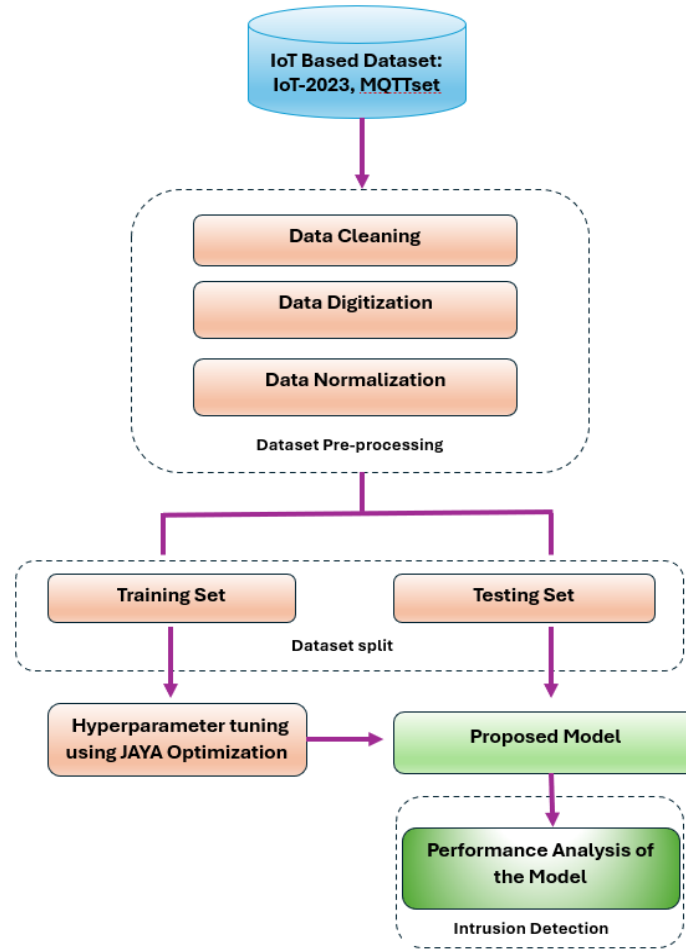 IoT Based Dataset:
IoT-2023, MQTTset
Data Cleaning
Data Digitization
Data Normalization
Dataset Pre-processing
Training Set
Testing Set
Dataset split
Hyperparameter tuning
using JAYA Optimization
Proposed Model
Performance Analysis of
the Model
Intrusion Detection